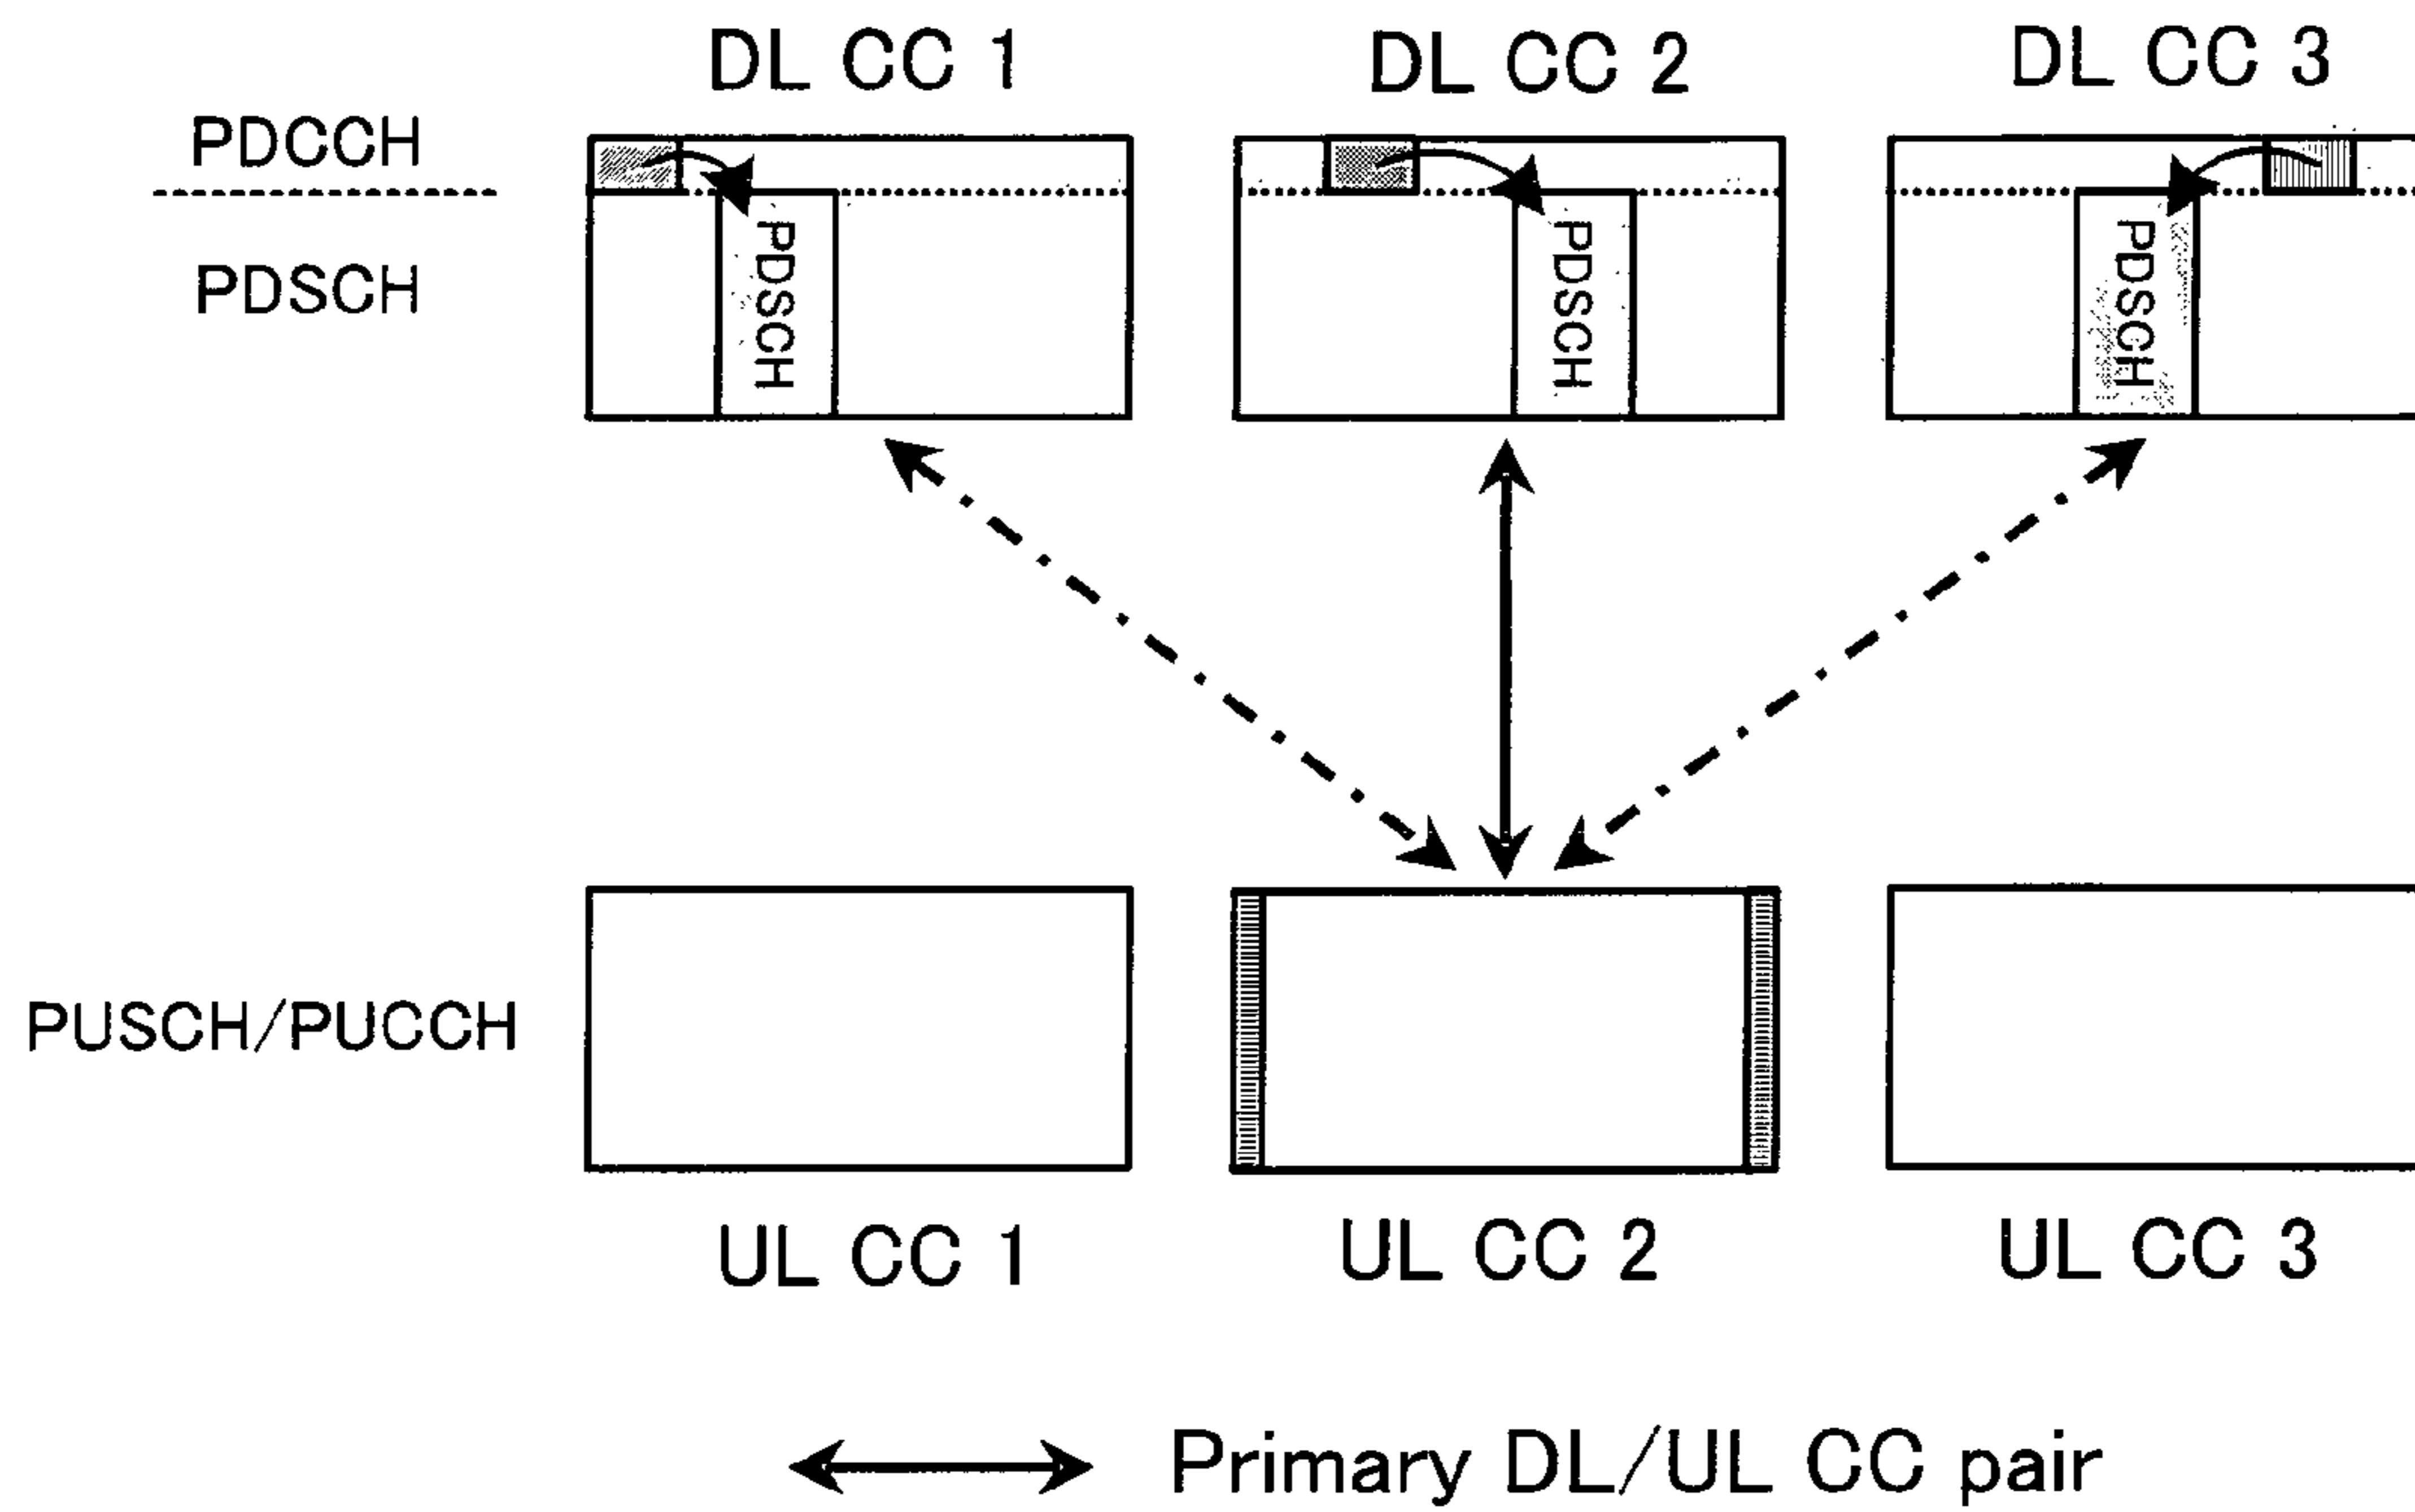 DL CC 1
DL CC 2
DL CC 3
PDCCH
PDSCH
PDSCH
PDSCH
PDSCH
PUSCH/PUCCH
UL CC 1
UL CC 2
UL CC 3
Primary DL/UL CC pair